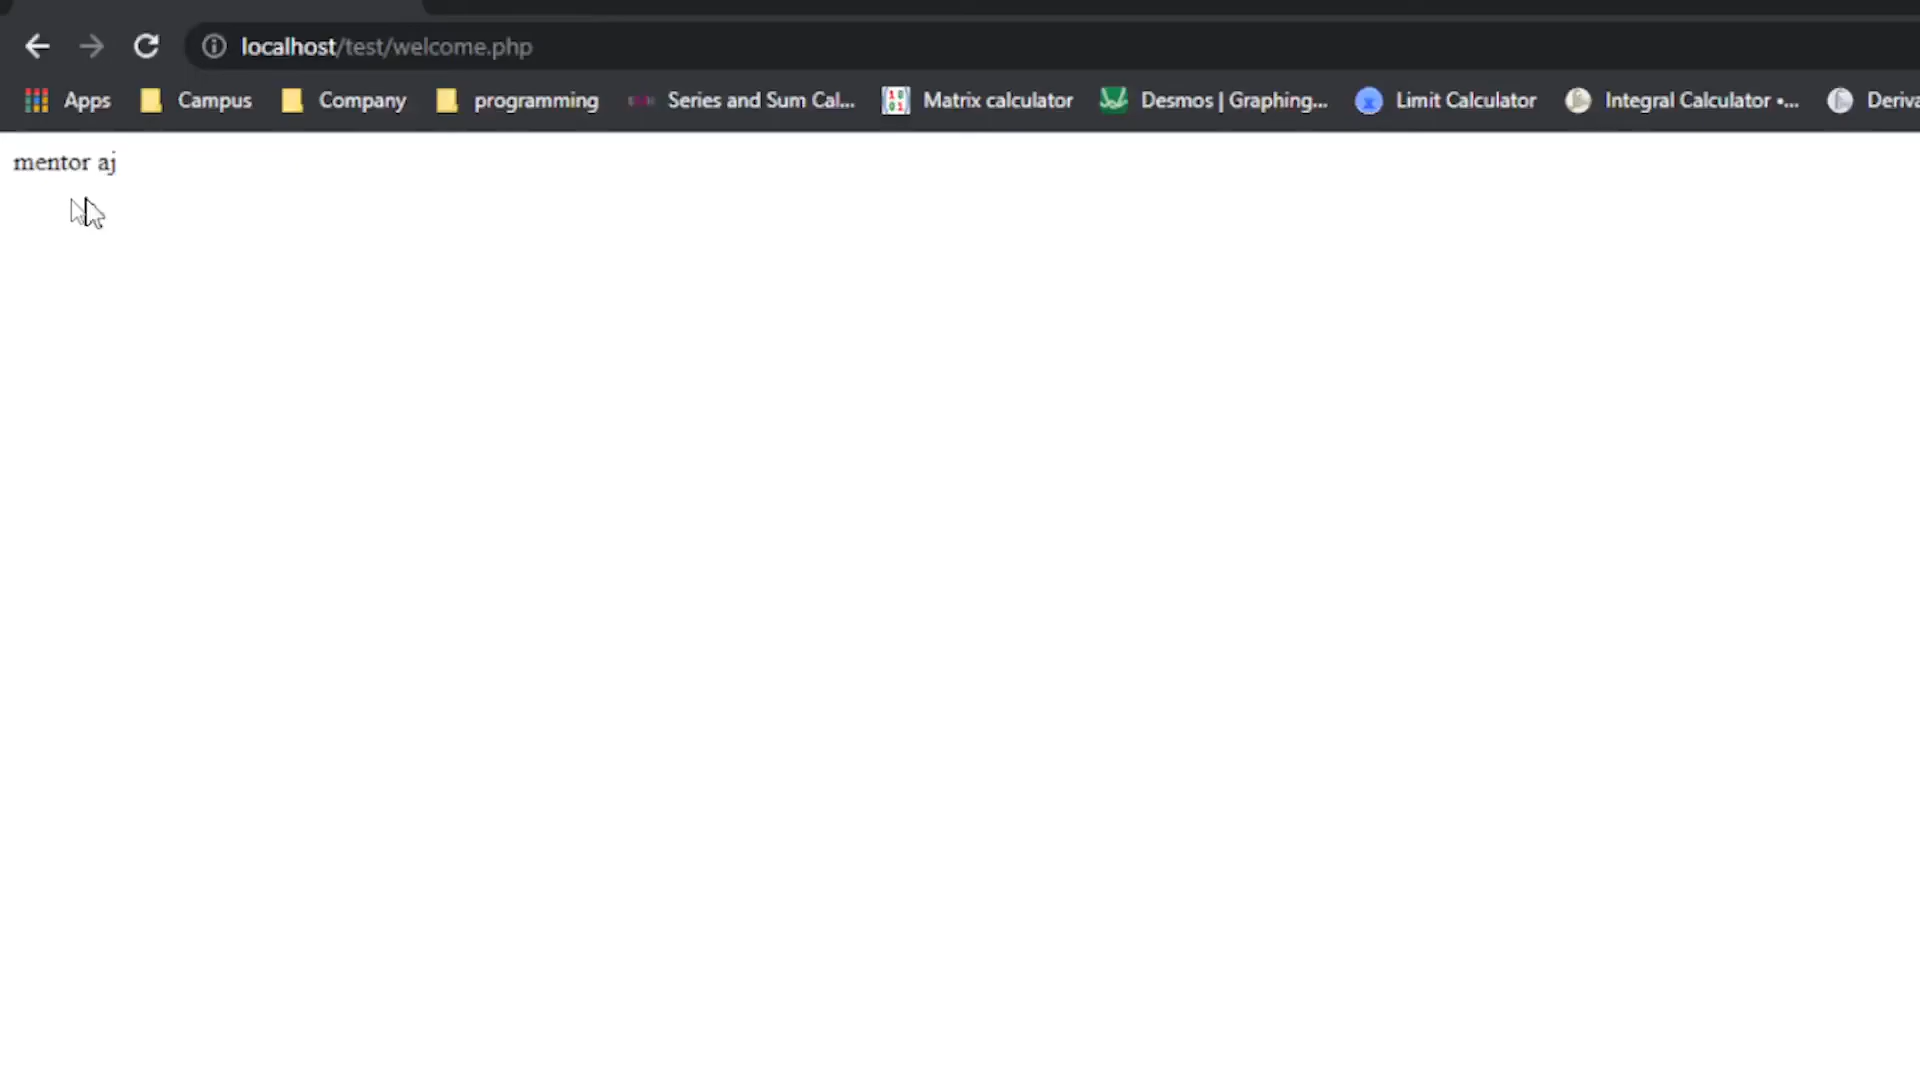 localhost/test/welcome.php
Apps Campus Company programming Series and Sum Cal... Matrix calculator Desmos | Graphing... Limit Calculator Integral Calculator •...
mentor aj